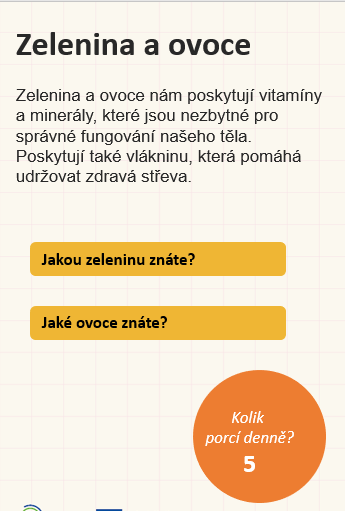 Zelenina a ovoce
Zelenina a ovoce nám poskytují vitamíny
a minerály, které jsou nezbytné pro
správné fungování našeho těla.
Poskytují také vlákninu, která pomáhá
udržovat zdravá střeva.
Jakou zeleninu znáte?
Jaké ovoce znáte?
Kolik
porcí denně?
5